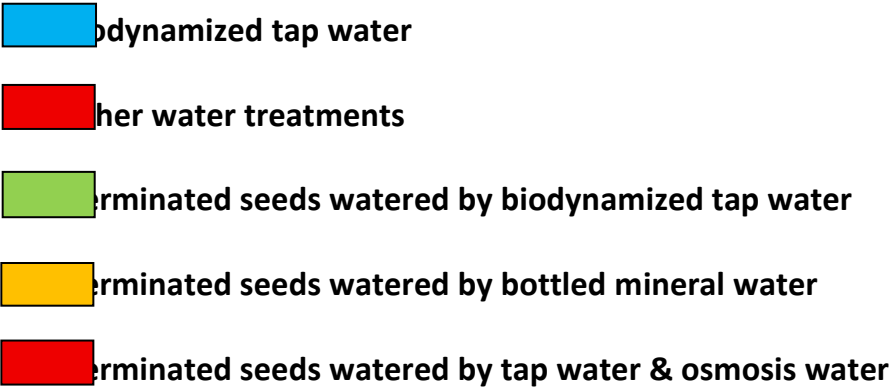 odynamized tap water
her water treatments
erminated seeds watered by biodynamized tap water
erminated seeds watered by bottled mineral water
erminated seeds watered by tap water & osmosis water